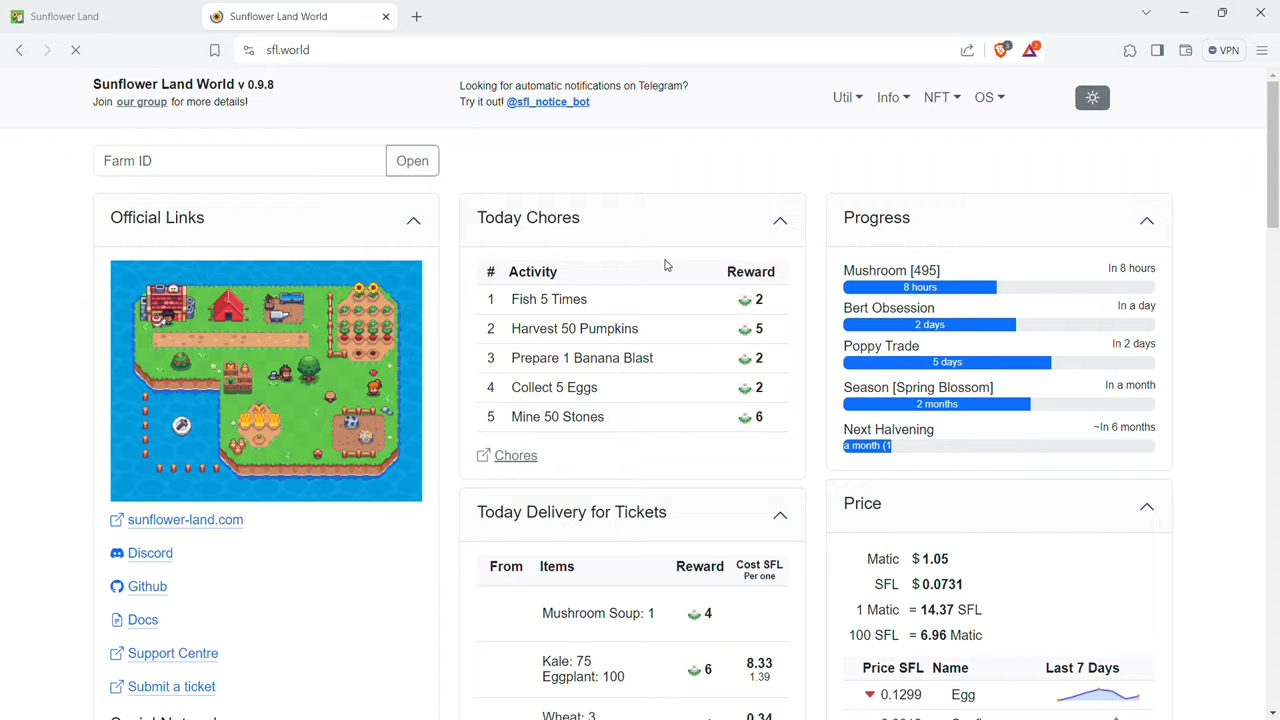 Sunflower Land
Sunflower Land World
sfl.world
3
2
VPN
Sunflower Land World v 0.9.8
Join our group for more details!
Looking for automatic notifications on Telegram?
Try it out! @sfl_notice_bot
Util
Info
NFT
OS
Farm ID
Open
Official Links
sunflower-land.com
Discord
Github
Docs
Support Centre
Submit a ticket
Today Chores
# Activity Reward
1 Fish 5 Times 2
2 Harvest 50 Pumpkins 5
3 Prepare 1 Banana Blast 2
4 Collect 5 Eggs 2
5 Mine 50 Stones 6
Chores
Today Delivery for Tickets
From Items Reward Cost SFL
Per one
Mushroom Soup: 1 4
Kale: 75
Eggplant: 100
6
8.33
1.39
Wheat: 3
0.34
Progress
Mushroom [495] In 8 hours
8 hours
Bert Obsession In a day
2 days
Poppy Trade In 2 days
5 days
Season [Spring Blossom] In a month
2 months
Next Halvening ~In 6 months
a month (1
Price
Matic $ 1.05
SFL $ 0.0731
1 Matic = 14.37 SFL
100 SFL = 6.96 Matic
Price SFL Name Last 7 Days
0.1299 Egg